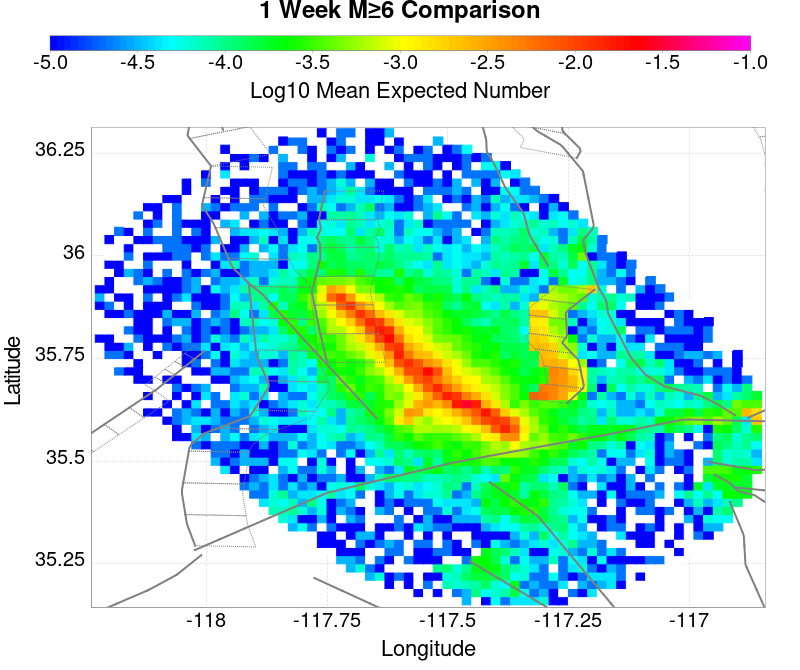 1 Week M≥6 Comparison
-5.0 -4.5 -4.0 -3.5 -3.0 -2.5 -2.0 -1.5 -1.0
Log10 Mean Expected Number
36.25
36
35.75
35.5
35.25
Latitude
-118 -117.75 -117.5 -117.25 -117
Longitude